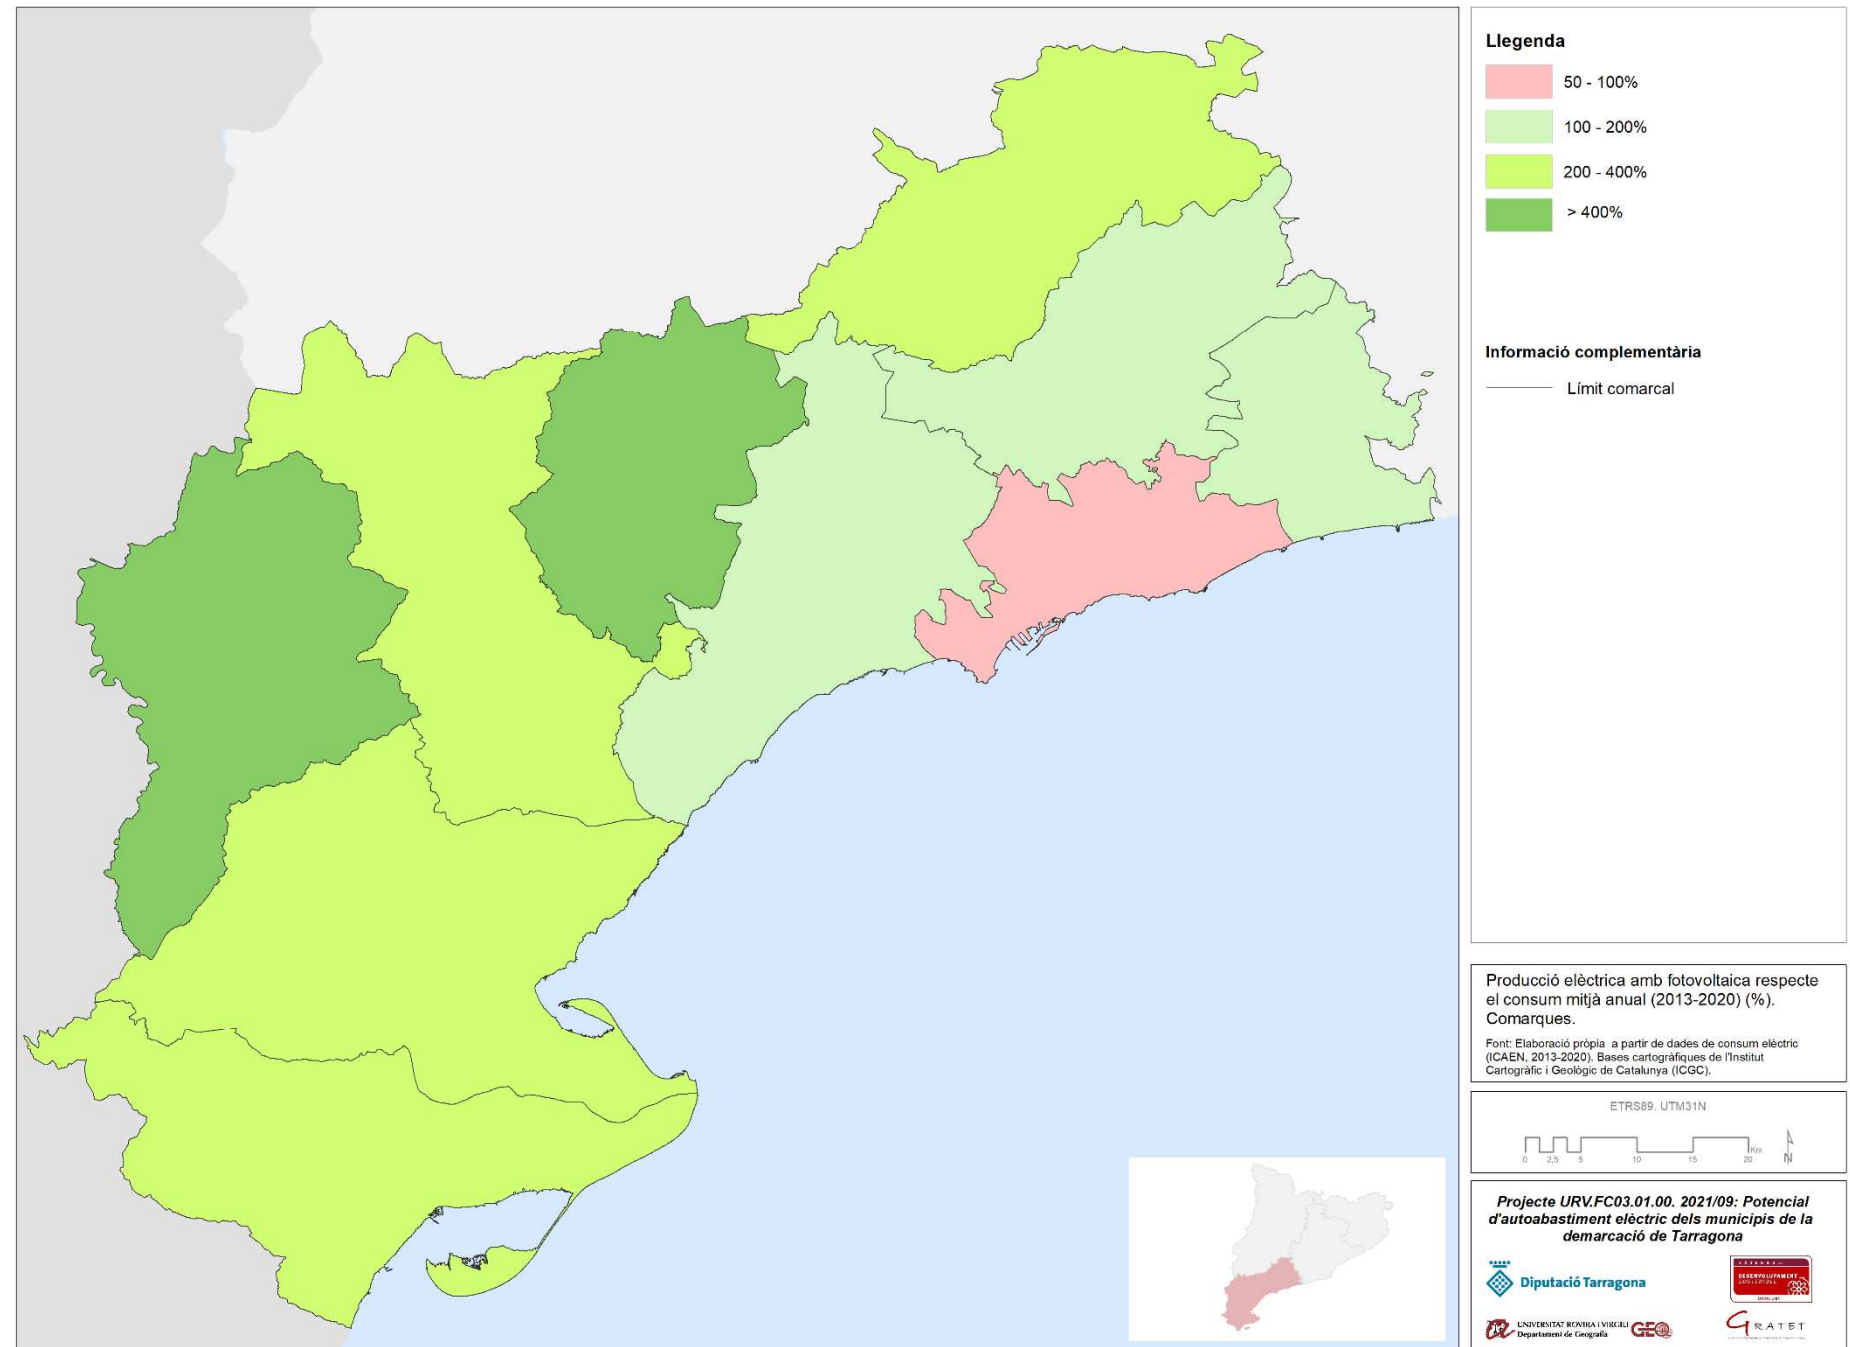 Llegenda
50 - 100%
100 - 200%
200 - 400%
> 400%
Informació complementària
Límit comarcal
Producció elèctrica amb fotovoltaica respecte
el consum mitjà anual (2013-2020) (%).
Comarques.
Font: Elaboració pròpia a partir de dades de consum elèctric
(ICAEN, 2013-2020). Bases cartogràfiques de l'Institut
Cartogràfic i Geològic de Catalunya (ICGC).
ETRS89. UTM31N
0 2,5 5 10 15 20 Km
N
Projecte URV.FC03.01.00. 2021/09: Potencial
d'autoabastiment elèctric dels municipis de la
demarcació de Tarragona
Diputació Tarragona
DESENVOLUPAMENT
UNIVERSITAT ROVIRA i VIRGILI
Departament de Geografia
GEO
GRATET